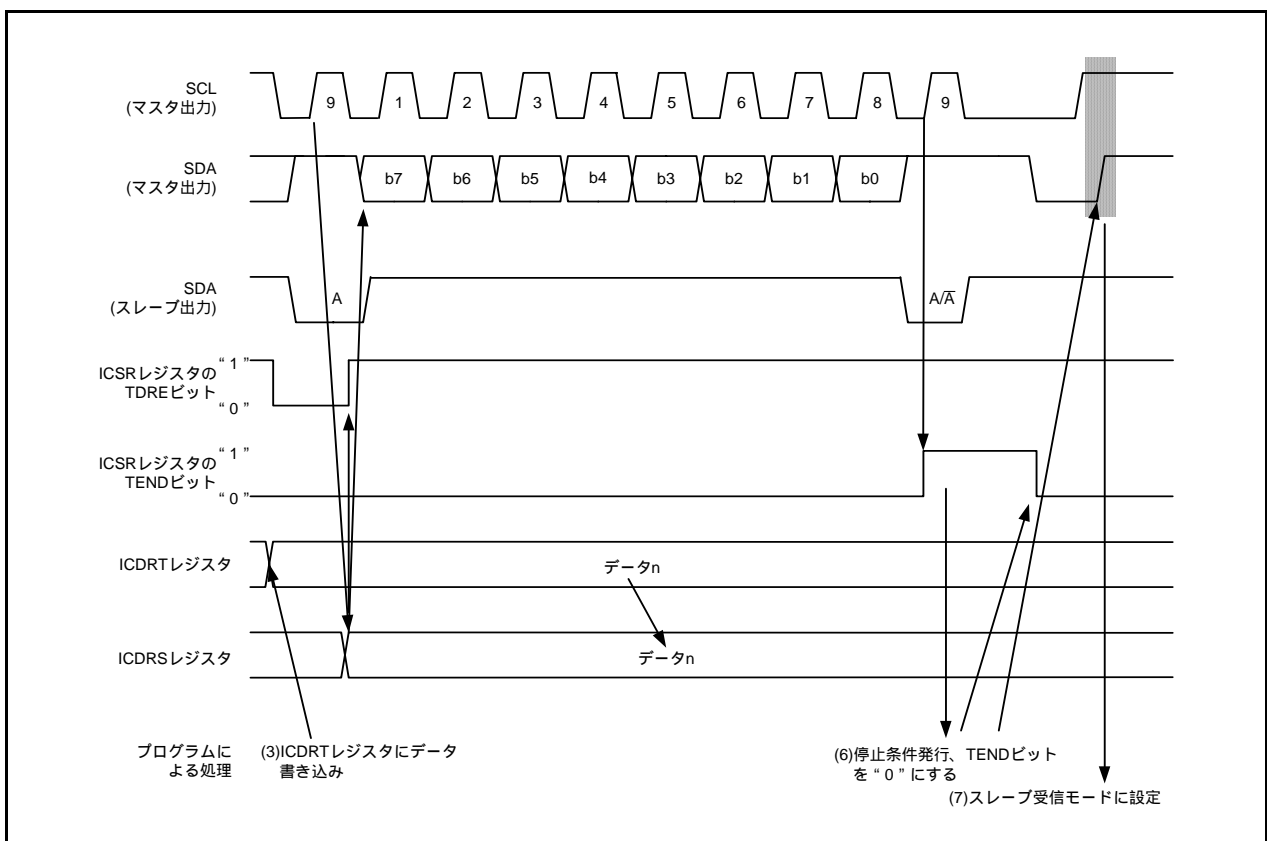 SCL
(マスタ出力)
9 1 2 3 4 5 6 7 8 9
SDA
(マスタ出力)
b7 b6 b5 b4 b3 b2 b1 b0
SDA
(スレーブ出力)
A A/A̅
ICSRレジスタの
TDREビット
“ 1 ”
“ 0 ”
ICSRレジスタの
TENDビット
“ 1 ”
“ 0 ”
ICDRTレジスタ
データn
ICDRSレジスタ
データn
プログラムに
よる処理
(3)ICDRTレジスタにデータ
書き込み
(6)停止条件発行、TENDビット
を“ 0 ”にする
(7)スレーブ受信モードに設定